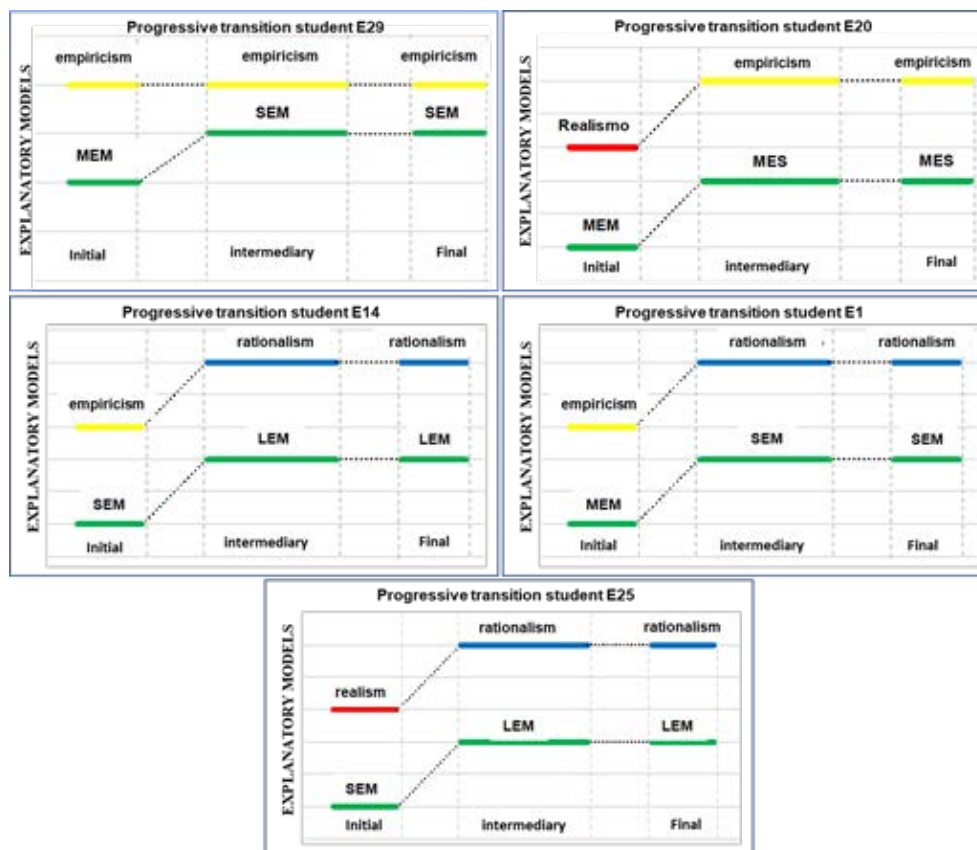 Progressive transition student E29
EXPLANATORY MODELS
empiricism empiricism empiricism
SEM SEM
MEM
Initial intermediary Final
Progressive transition student E20
EXPLANATORY MODELS
empiricism empiricism
Realismo
MES MES
MEM
Initial intermediary Final
Progressive transition student E14
EXPLANATORY MODELS
rationalism rationalism
empiricism
LEM LEM
SEM
Initial intermediary Final
Progressive transition student E1
EXPLANATORY MODELS
rationalism rationalism
empiricism
SEM SEM
MEM
Initial intermediary Final
Progressive transition student E25
EXPLANATORY MODELS
rationalism rationalism
realism
LEM LEM
SEM
Initial intermediary Final